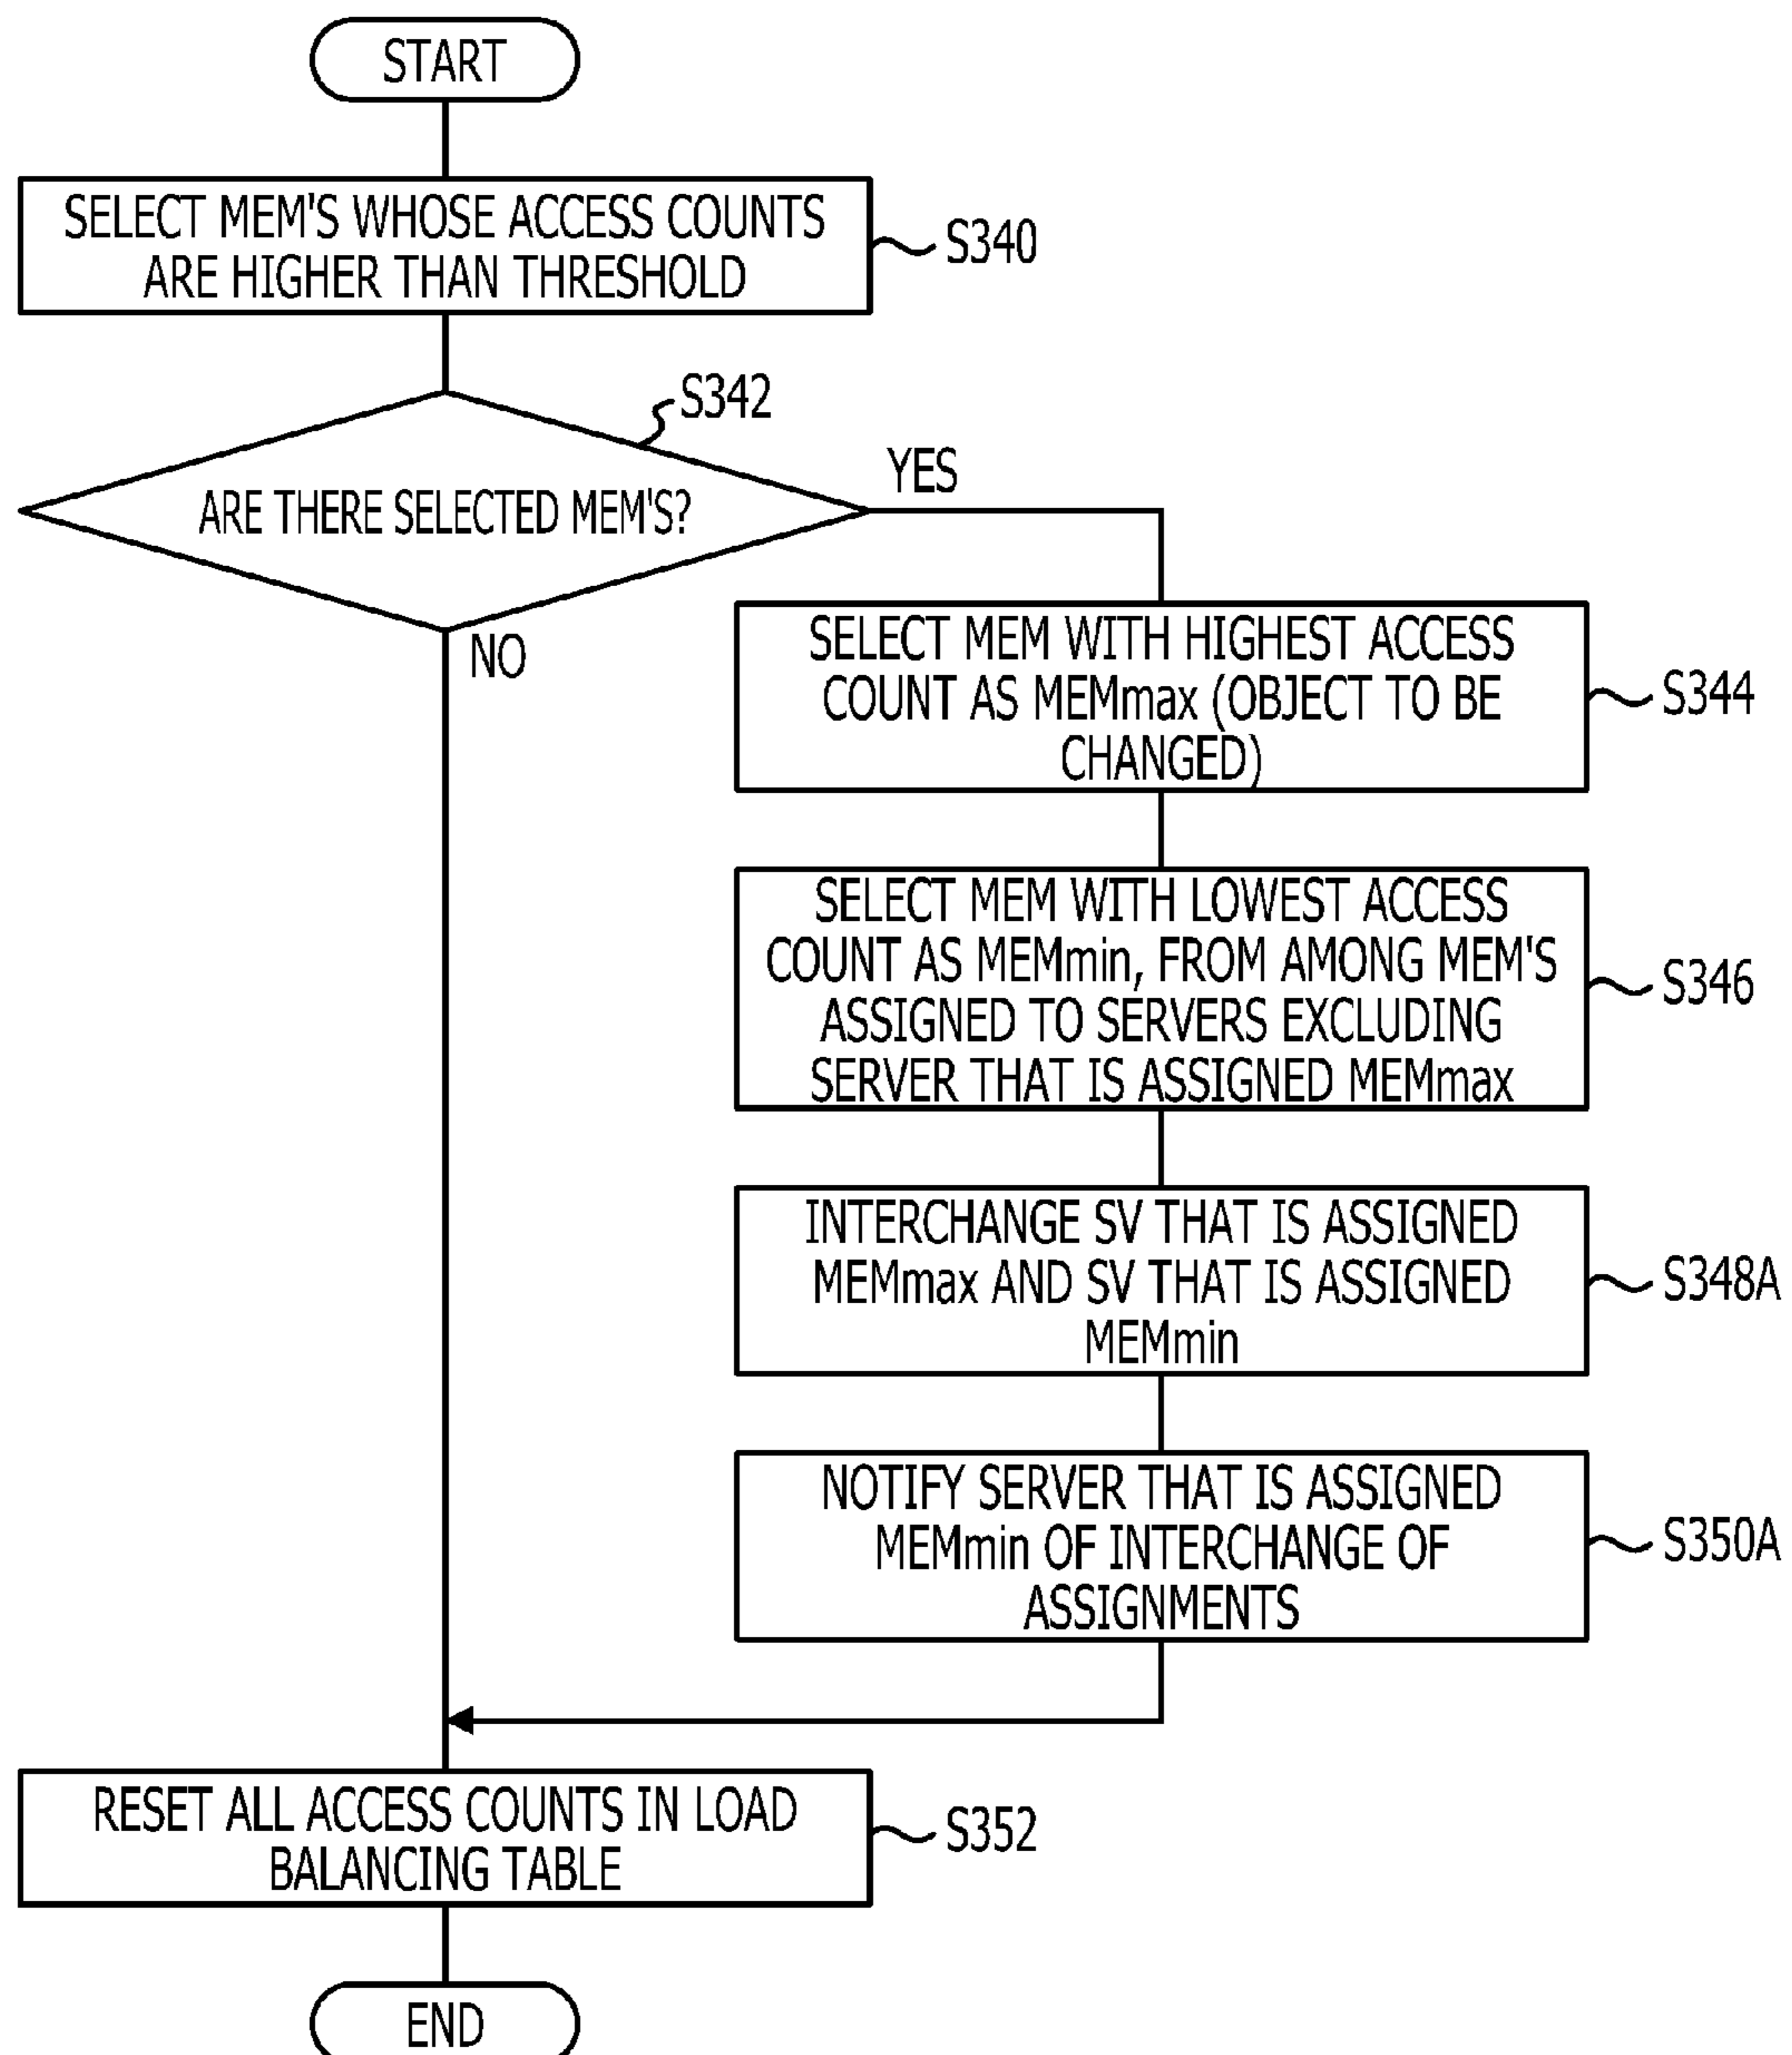 START
SELECT MEM'S WHOSE ACCESS COUNTS
ARE HIGHER THAN THRESHOLD
S340
S342
ARE THERE SELECTED MEM'S?
YES
NO
SELECT MEM WITH HIGHEST ACCESS
COUNT AS MEMmax (OBJECT TO BE
CHANGED)
S344
SELECT MEM WITH LOWEST ACCESS
COUNT AS MEMmin, FROM AMONG MEM'S
ASSIGNED TO SERVERS EXCLUDING
SERVER THAT IS ASSIGNED MEMmax
S346
INTERCHANGE SV THAT IS ASSIGNED
MEMmax AND SV THAT IS ASSIGNED
MEMmin
S348A
NOTIFY SERVER THAT IS ASSIGNED
MEMmin OF INTERCHANGE OF
ASSIGNMENTS
S350A
RESET ALL ACCESS COUNTS IN LOAD
BALANCING TABLE
S352
END